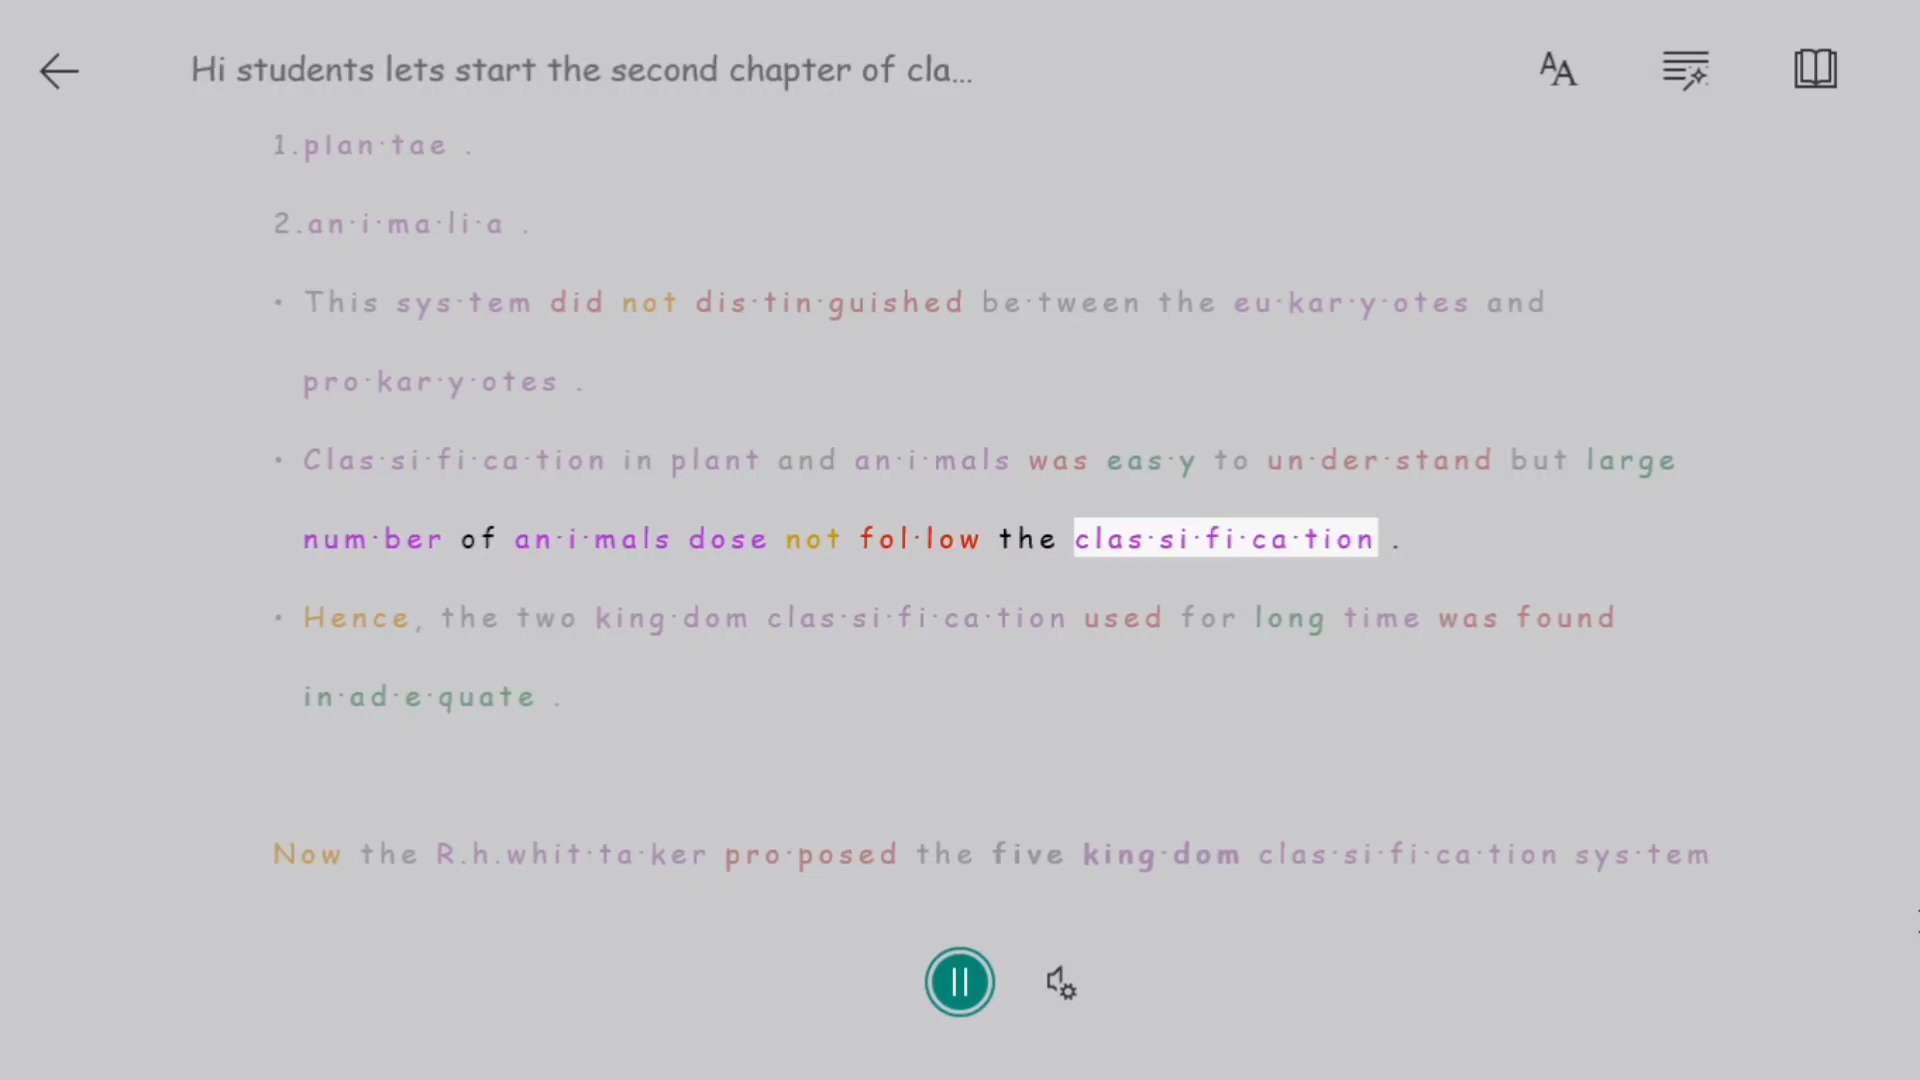 Hi students lets start the second chapter of cla...
1.plan·tae .
2.an·i·ma·li·a .
• This sys·tem did not dis·tin·guished be·tween the eu·kar·y·otes and
pro·kar·y·otes .
• Clas·si·fi·ca·tion in plant and an·i·mals was eas·y to un·der·stand but large
num·ber of an·i·mals dose not fol·low the clas·si·fi·ca·tion .
• Hence, the two king·dom clas·si·fi·ca·tion used for long time was found
in·ad·e·quate .
Now the R.h.whit·ta·ker pro·posed the five king·dom clas·si·fi·ca·tion sys·tem